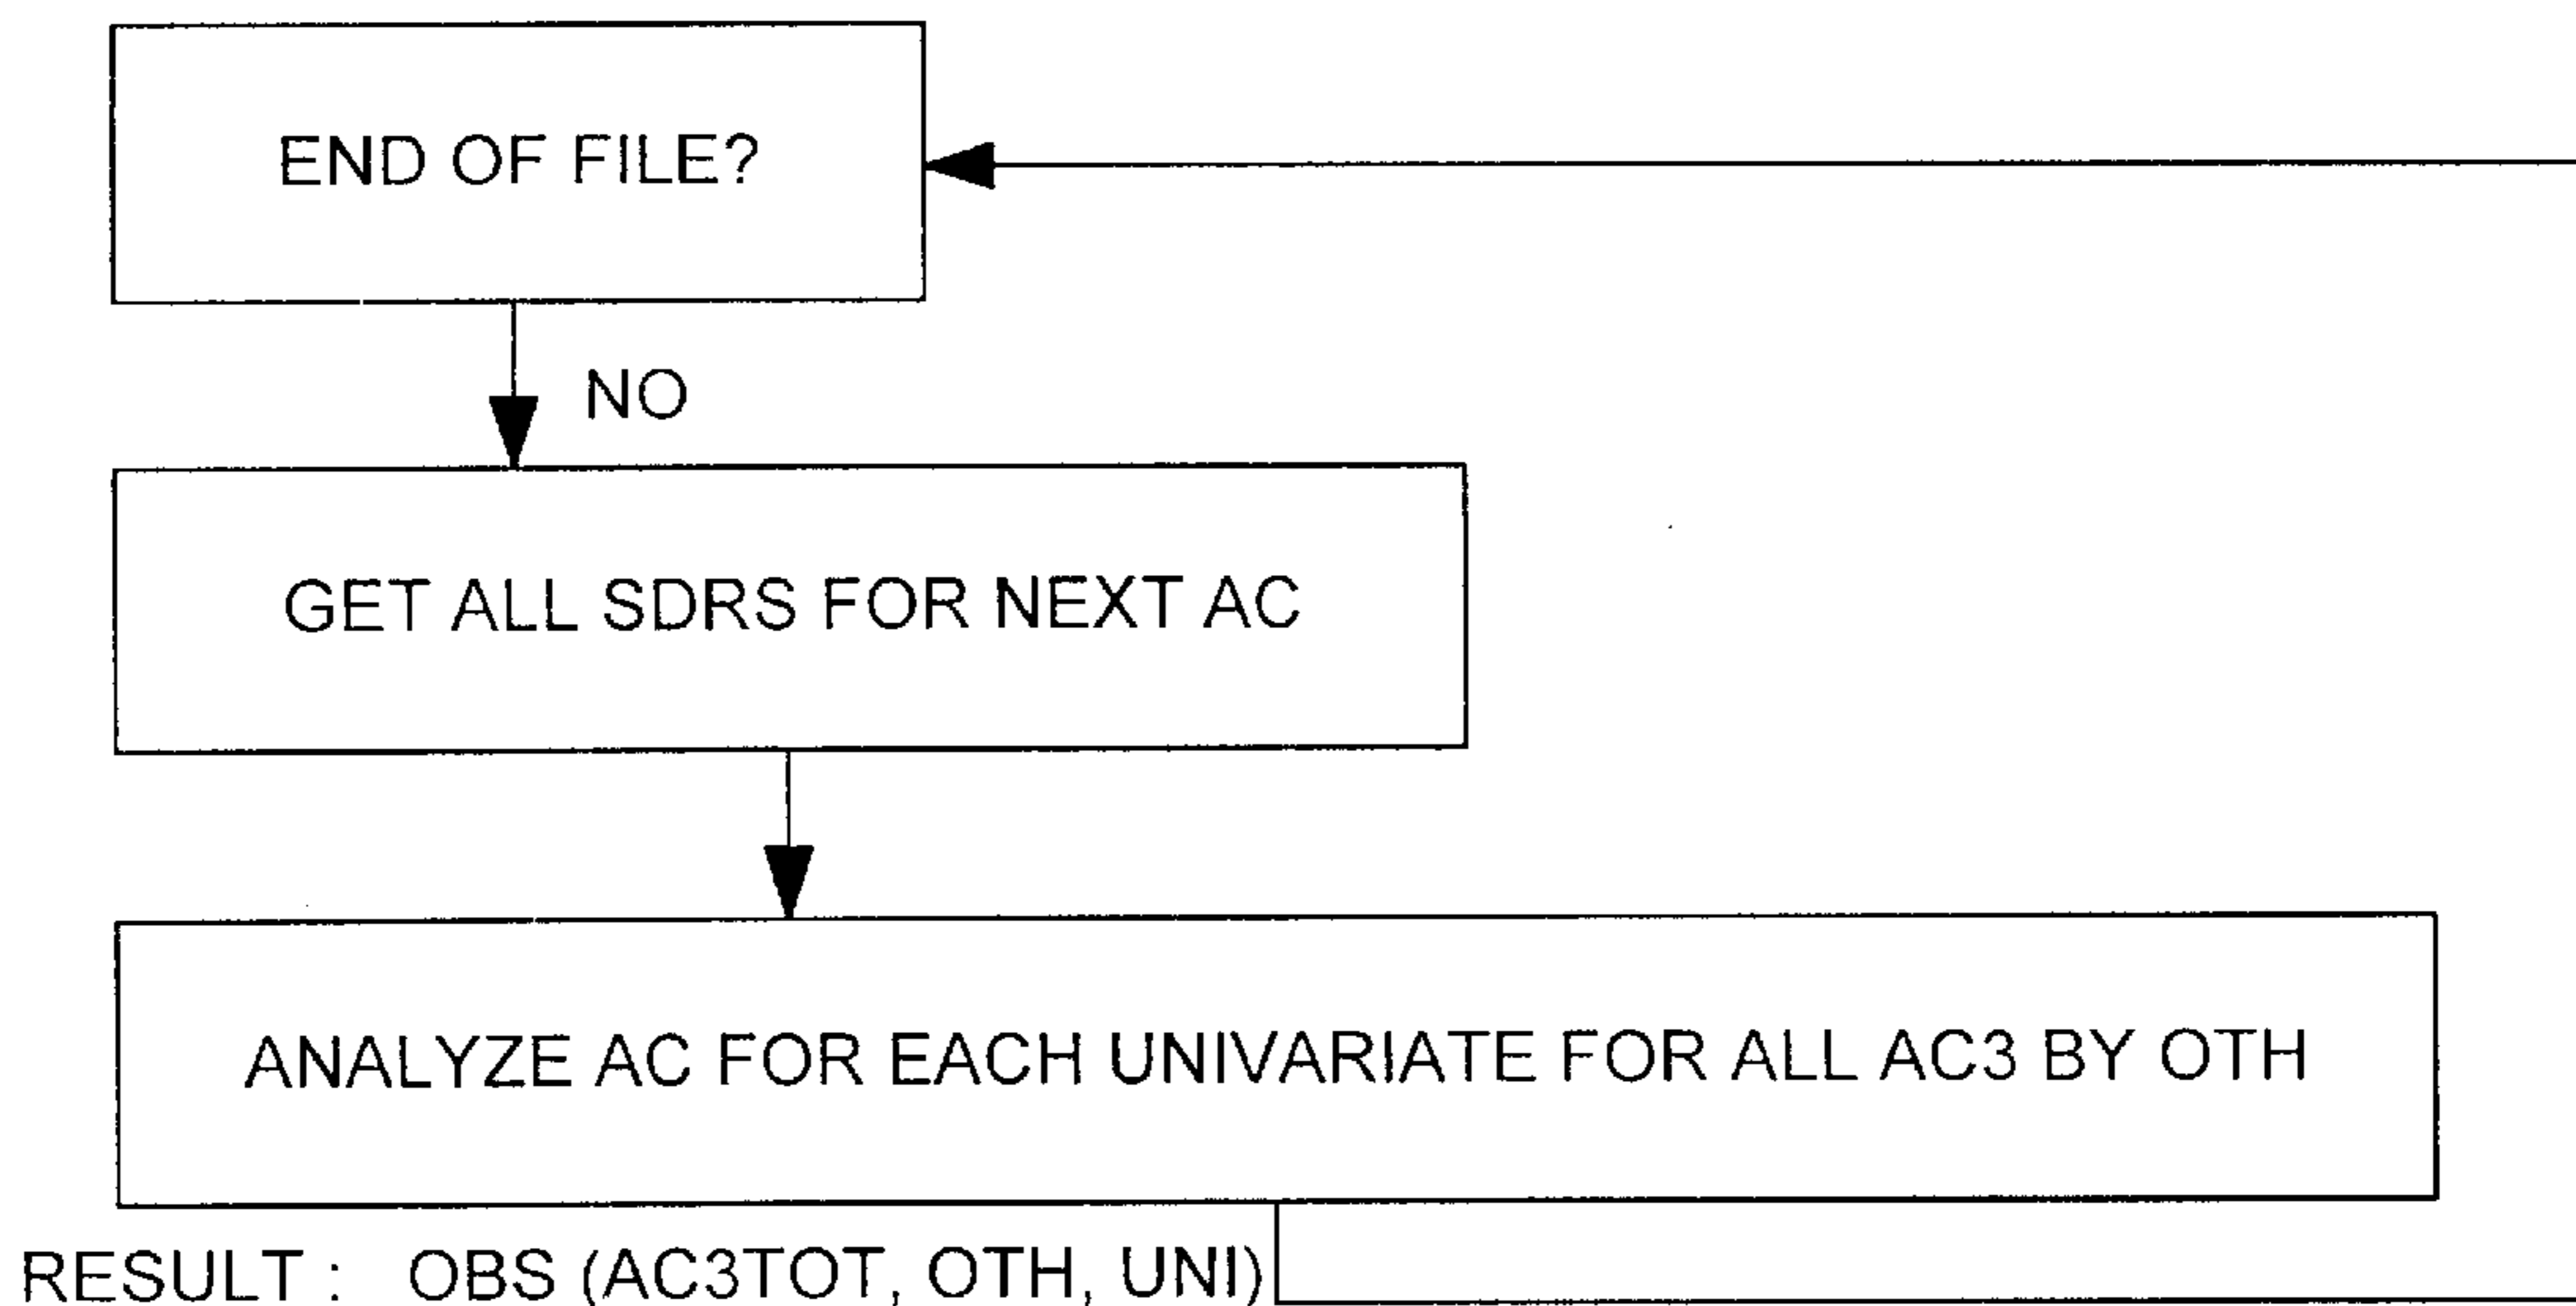 END OF FILE?
NO
GET ALL SDRS FOR NEXT AC
ANALYZE AC FOR EACH UNIVARIATE FOR ALL AC3 BY OTH
RESULT : OBS (AC3TOT, OTH, UNI)